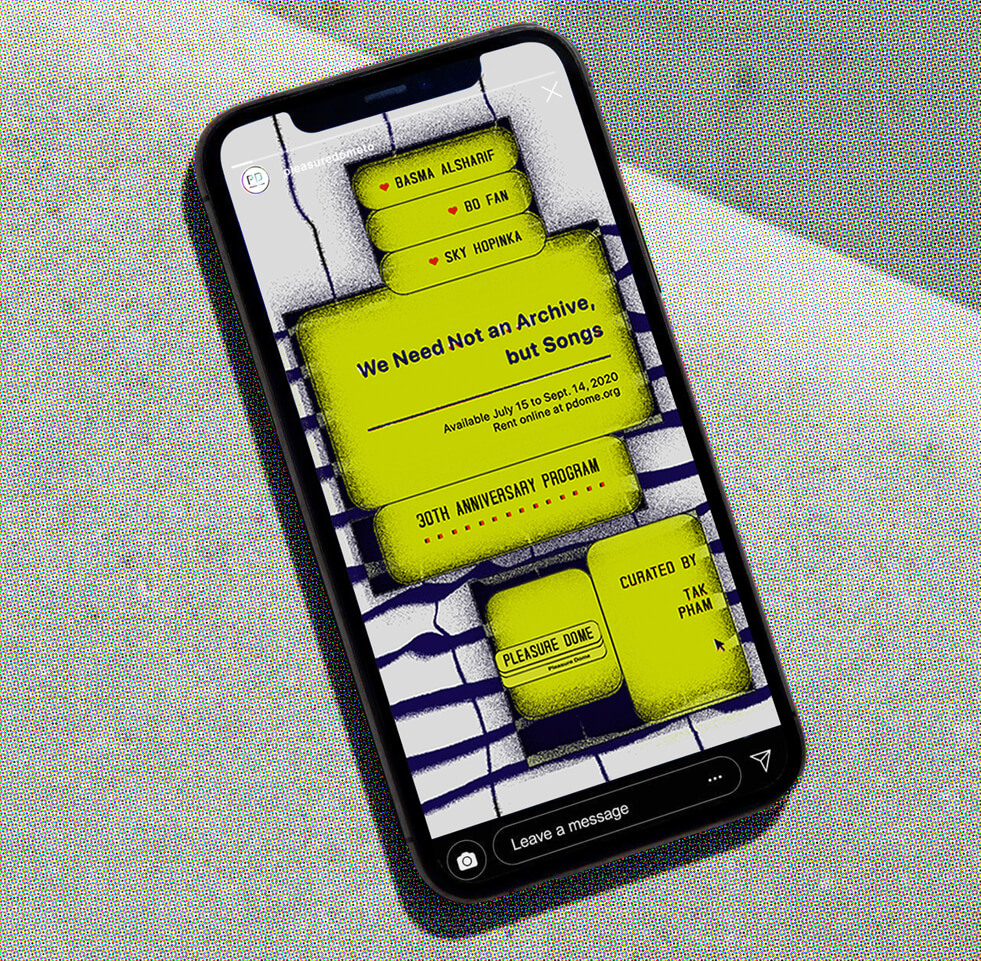 PD
pleasuredometo
BASMA ALSHARIF
BO FAN
SKY HOPINKA
We Need Not an Archive,
but Songs
Available July 15 to Sept. 14, 2020
Rent online at pdome.org
30TH ANNIVERSARY PROGRAM
CURATED BY
TAK
PHAM
PLEASURE DOME
Pleasure Dome
Leave a message